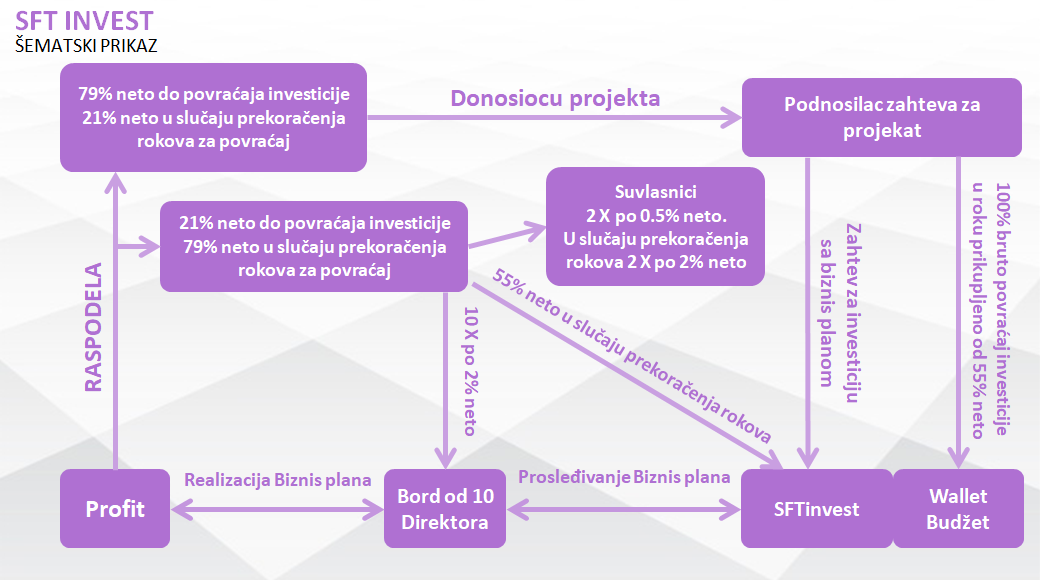 SFT INVEST
ŠEMATSKI PRIKAZ
79% neto do povraćaja investicije
21% neto u slučaju prekoračenja
rokova za povraćaj
Donosiocu projekta
Podnosilac zahteva za
projekat
21% neto do povraćaja investicije
79% neto u slučaju prekoračenja
rokova za povraćaj
Suvlasnici
2 X po 0.5% neto.
U slučaju prekoračenja
rokova 2 X po 2% neto
RASPODELA
10 X po 2% neto
55% neto u slučaju prekoračenja rokova
Zahtev za investiciju
sa biznis planom
100% bruto povraćaj investicije
u roku prikupljeno od 55% neto
Profit
Realizacija Biznis plana
Bord od 10
Direktora
Prosleđivanje Biznis plana
SFTinvest
Wallet
Budžet